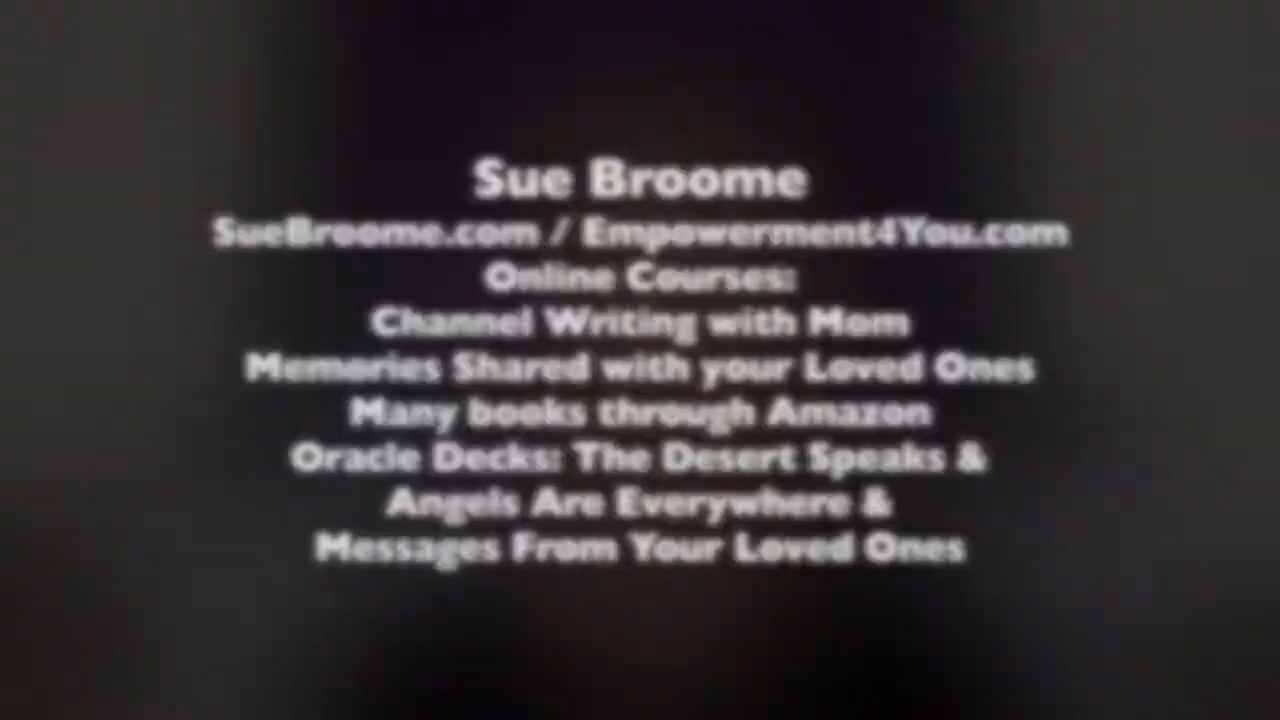 Sue Broome
SueBroome.com / Empowerment4You.com
Online Courses:
Channel Writing with Mom
Memories Shared with your Loved Ones
Many books through Amazon
Oracle Decks: The Desert Speaks &
Angels Are Everywhere &
Messages From Your Loved Ones